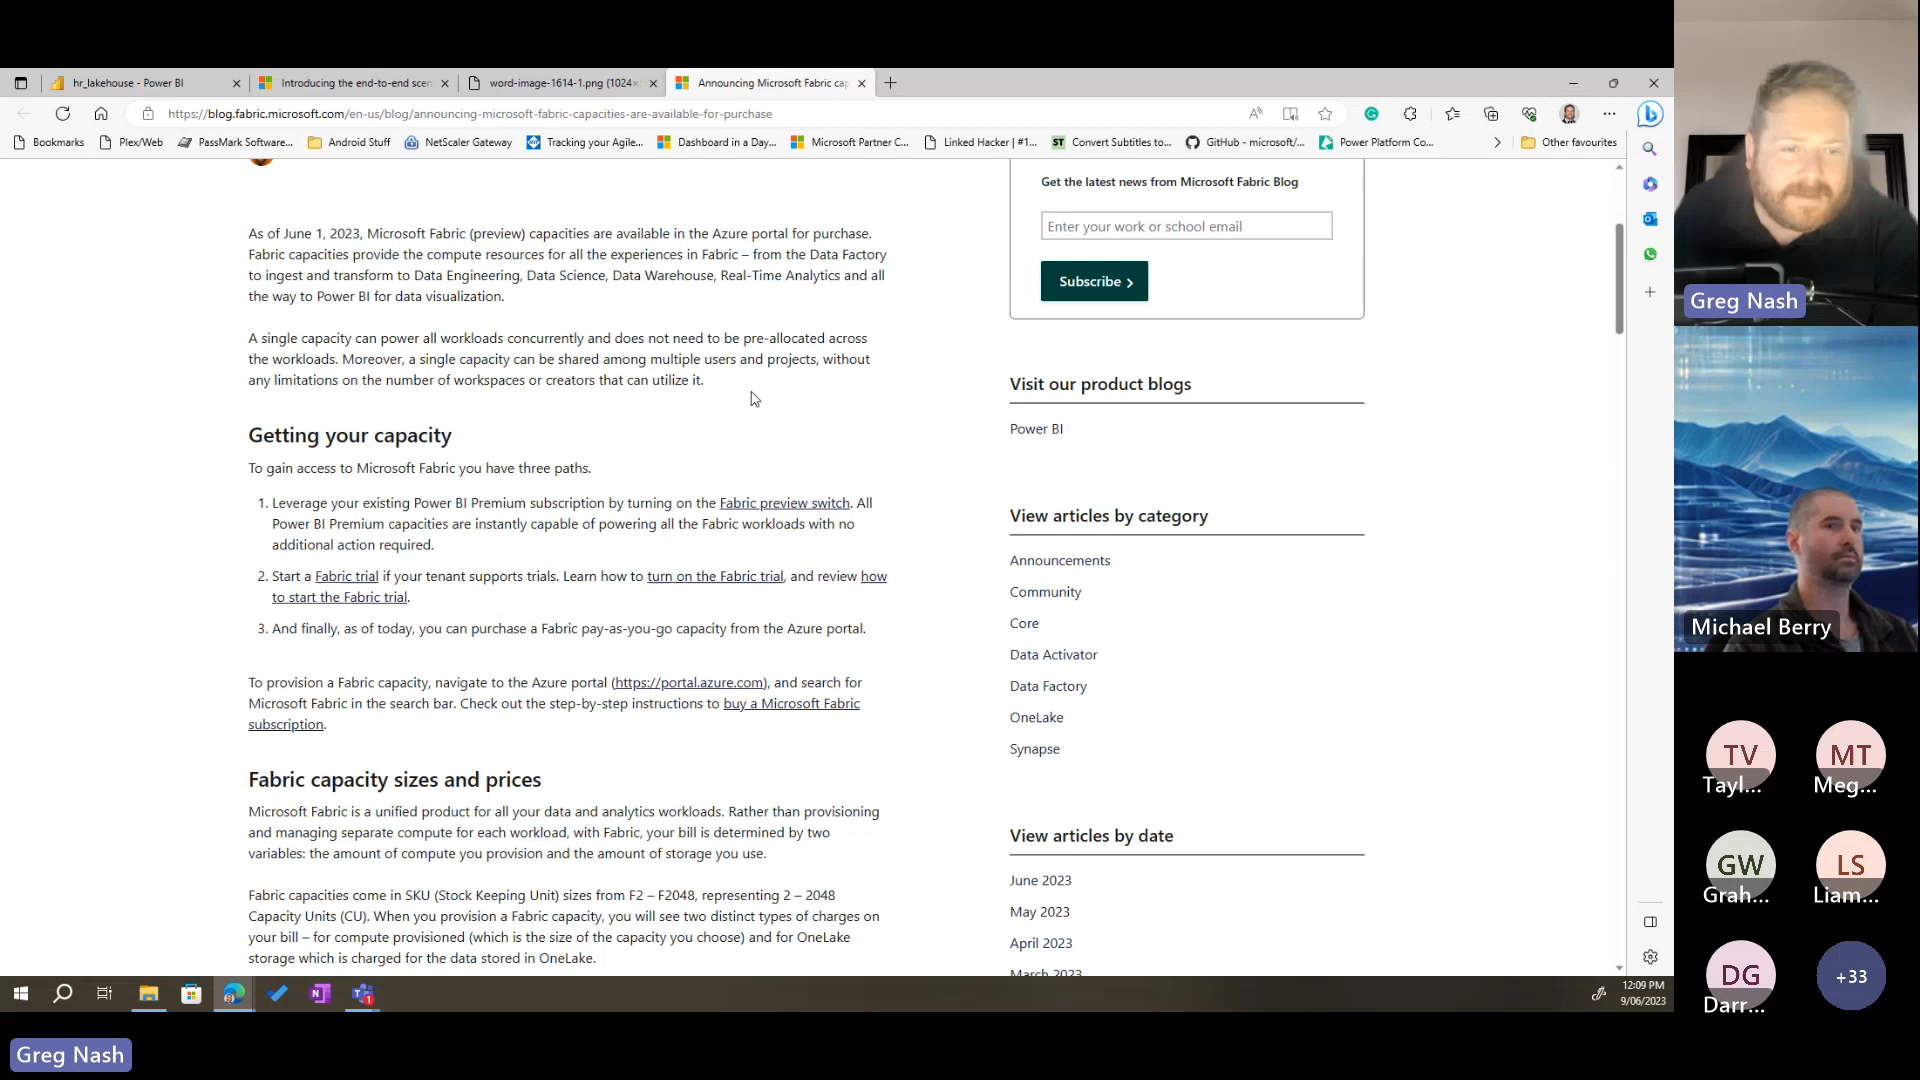 hr_lakehouse - Power BI
Introducing the end-to-end scen
word-image-1614-1.png (1024×
Announcing Microsoft Fabric cap
https://blog.fabric.microsoft.com/en-us/blog/announcing-microsoft-fabric-capacities-are-available-for-purchase
Bookmarks
Plex/Web
PassMark Software...
Android Stuff
NetScaler Gateway
Tracking your Agile...
Dashboard in a Day...
Microsoft Partner C...
Linked Hacker | #1...
ST
Convert Subtitles to...
GitHub - microsoft/...
Power Platform Co...
Other favourites
As of June 1, 2023, Microsoft Fabric (preview) capacities are available in the Azure portal for purchase.
Fabric capacities provide the compute resources for all the experiences in Fabric – from the Data Factory
to ingest and transform to Data Engineering, Data Science, Data Warehouse, Real-Time Analytics and all
the way to Power BI for data visualization.
A single capacity can power all workloads concurrently and does not need to be pre-allocated across
the workloads. Moreover, a single capacity can be shared among multiple users and projects, without
any limitations on the number of workspaces or creators that can utilize it.
Getting your capacity
To gain access to Microsoft Fabric you have three paths.
1. Leverage your existing Power BI Premium subscription by turning on the Fabric preview switch. All
Power BI Premium capacities are instantly capable of powering all the Fabric workloads with no
additional action required.
2. Start a Fabric trial if your tenant supports trials. Learn how to turn on the Fabric trial, and review how
to start the Fabric trial.
3. And finally, as of today, you can purchase a Fabric pay-as-you-go capacity from the Azure portal.
To provision a Fabric capacity, navigate to the Azure portal (https://portal.azure.com), and search for
Microsoft Fabric in the search bar. Check out the step-by-step instructions to buy a Microsoft Fabric
subscription.
Fabric capacity sizes and prices
Microsoft Fabric is a unified product for all your data and analytics workloads. Rather than provisioning
and managing separate compute for each workload, with Fabric, your bill is determined by two
variables: the amount of compute you provision and the amount of storage you use.
Fabric capacities come in SKU (Stock Keeping Unit) sizes from F2 – F2048, representing 2 – 2048
Capacity Units (CU). When you provision a Fabric capacity, you will see two distinct types of charges on
your bill – for compute provisioned (which is the size of the capacity you choose) and for OneLake
storage which is charged for the data stored in OneLake.
Get the latest news from Microsoft Fabric Blog
Enter your work or school email
Subscribe >
Visit our product blogs
Power BI
View articles by category
Announcements
Community
Core
Data Activator
Data Factory
OneLake
Synapse
View articles by date
June 2023
May 2023
April 2023
March 2023
12:09 PM
9/06/2023
Greg Nash
Michael Berry
TV
Tayl...
MT
Meg...
GW
Grah...
LS
Liam...
DG
Darr...
+33
Greg Nash